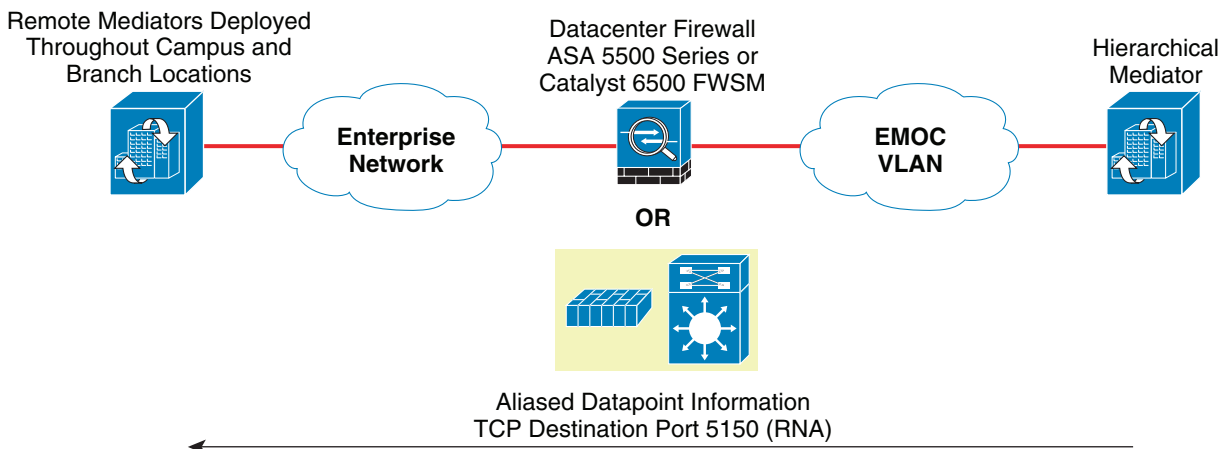 Remote Mediators Deployed
Throughout Campus and
Branch Locations
Enterprise
Network
Datacenter Firewall
ASA 5500 Series or
Catalyst 6500 FWSM
OR
EMOC
VLAN
Hierarchical
Mediator
Aliased Datapoint Information
TCP Destination Port 5150 (RNA)